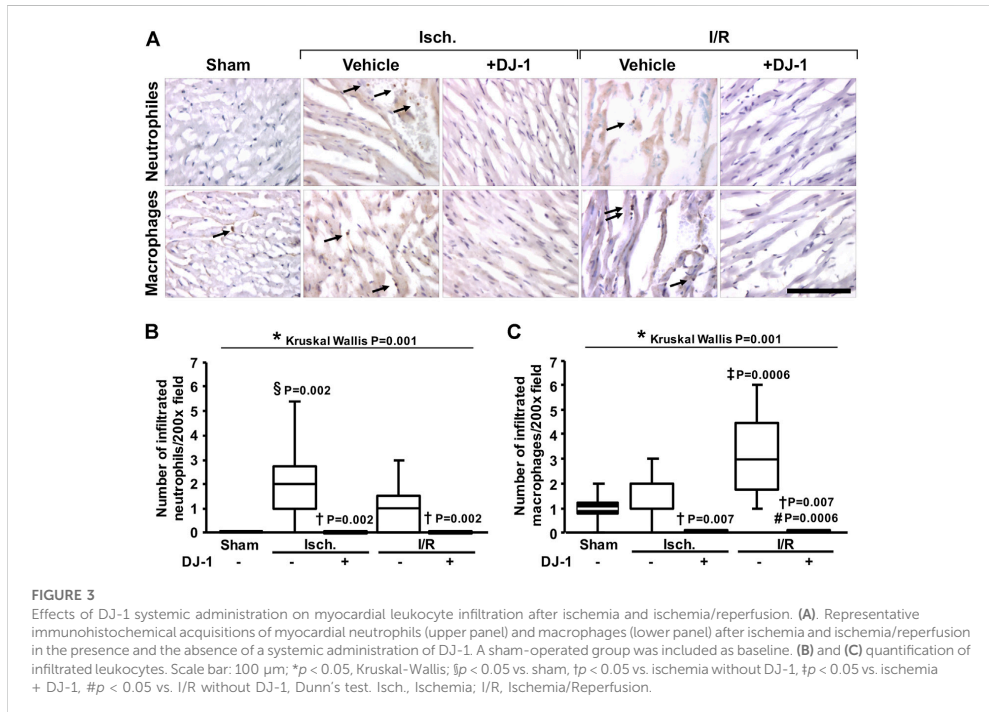 A
Isch.
I/R
Sham
Vehicle
+DJ-1
Vehicle
+DJ-1
Neutrophiles
Macrophages
B
* Kruskal Wallis P=0.001
Number of infiltrated
neutrophils/200x field
7
6
5
4
3
2
1
0
§ P=0.002
† P=0.002
† P=0.002
Sham
Isch.
I/R
DJ-1 - - + - +
C
* Kruskal Wallis P=0.001
Number of infiltrated
macrophages/200x field
7
6
5
4
3
2
1
0
‡ P=0.0006
† P=0.007
† P=0.007
# P=0.0006
Sham
Isch.
I/R
DJ-1 - - + - +
FIGURE 3
Effects of DJ-1 systemic administration on myocardial leukocyte infiltration after ischemia and ischemia/reperfusion. (A). Representative
immunohistochemical acquisitions of myocardial neutrophils (upper panel) and macrophages (lower panel) after ischemia and ischemia/reperfusion
in the presence and the absence of a systemic administration of DJ-1. A sham-operated group was included as baseline. (B) and (C) quantification of
infiltrated leukocytes. Scale bar: 100 μm; *p < 0.05, Kruskal-Wallis; §p < 0.05 vs. sham, †p < 0.05 vs. ischemia without DJ-1, ‡p < 0.05 vs. ischemia
+ DJ-1, #p < 0.05 vs. I/R without DJ-1, Dunn's test. Isch., Ischemia; I/R, Ischemia/Reperfusion.